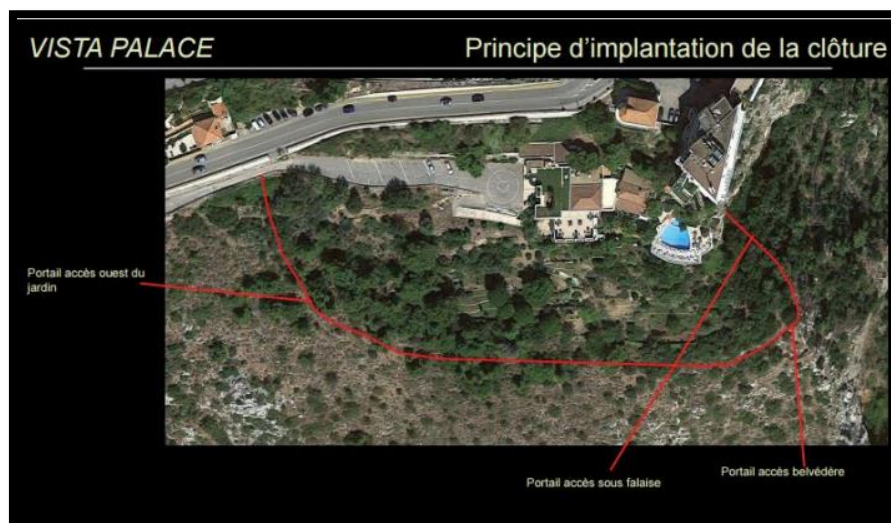 VISTA PALACE
Principe d'implantation de la clôture
Portail accès ouest du
jardin
Portail accès sous falaise
Portail accès belvédère